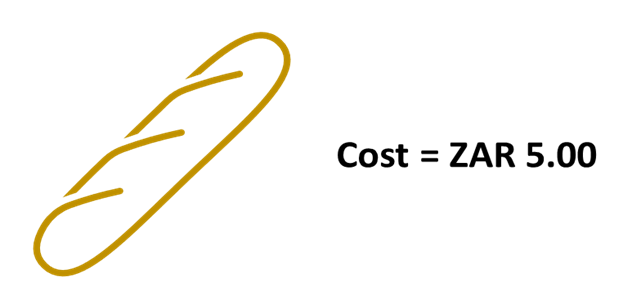 Cost = ZAR 5.00